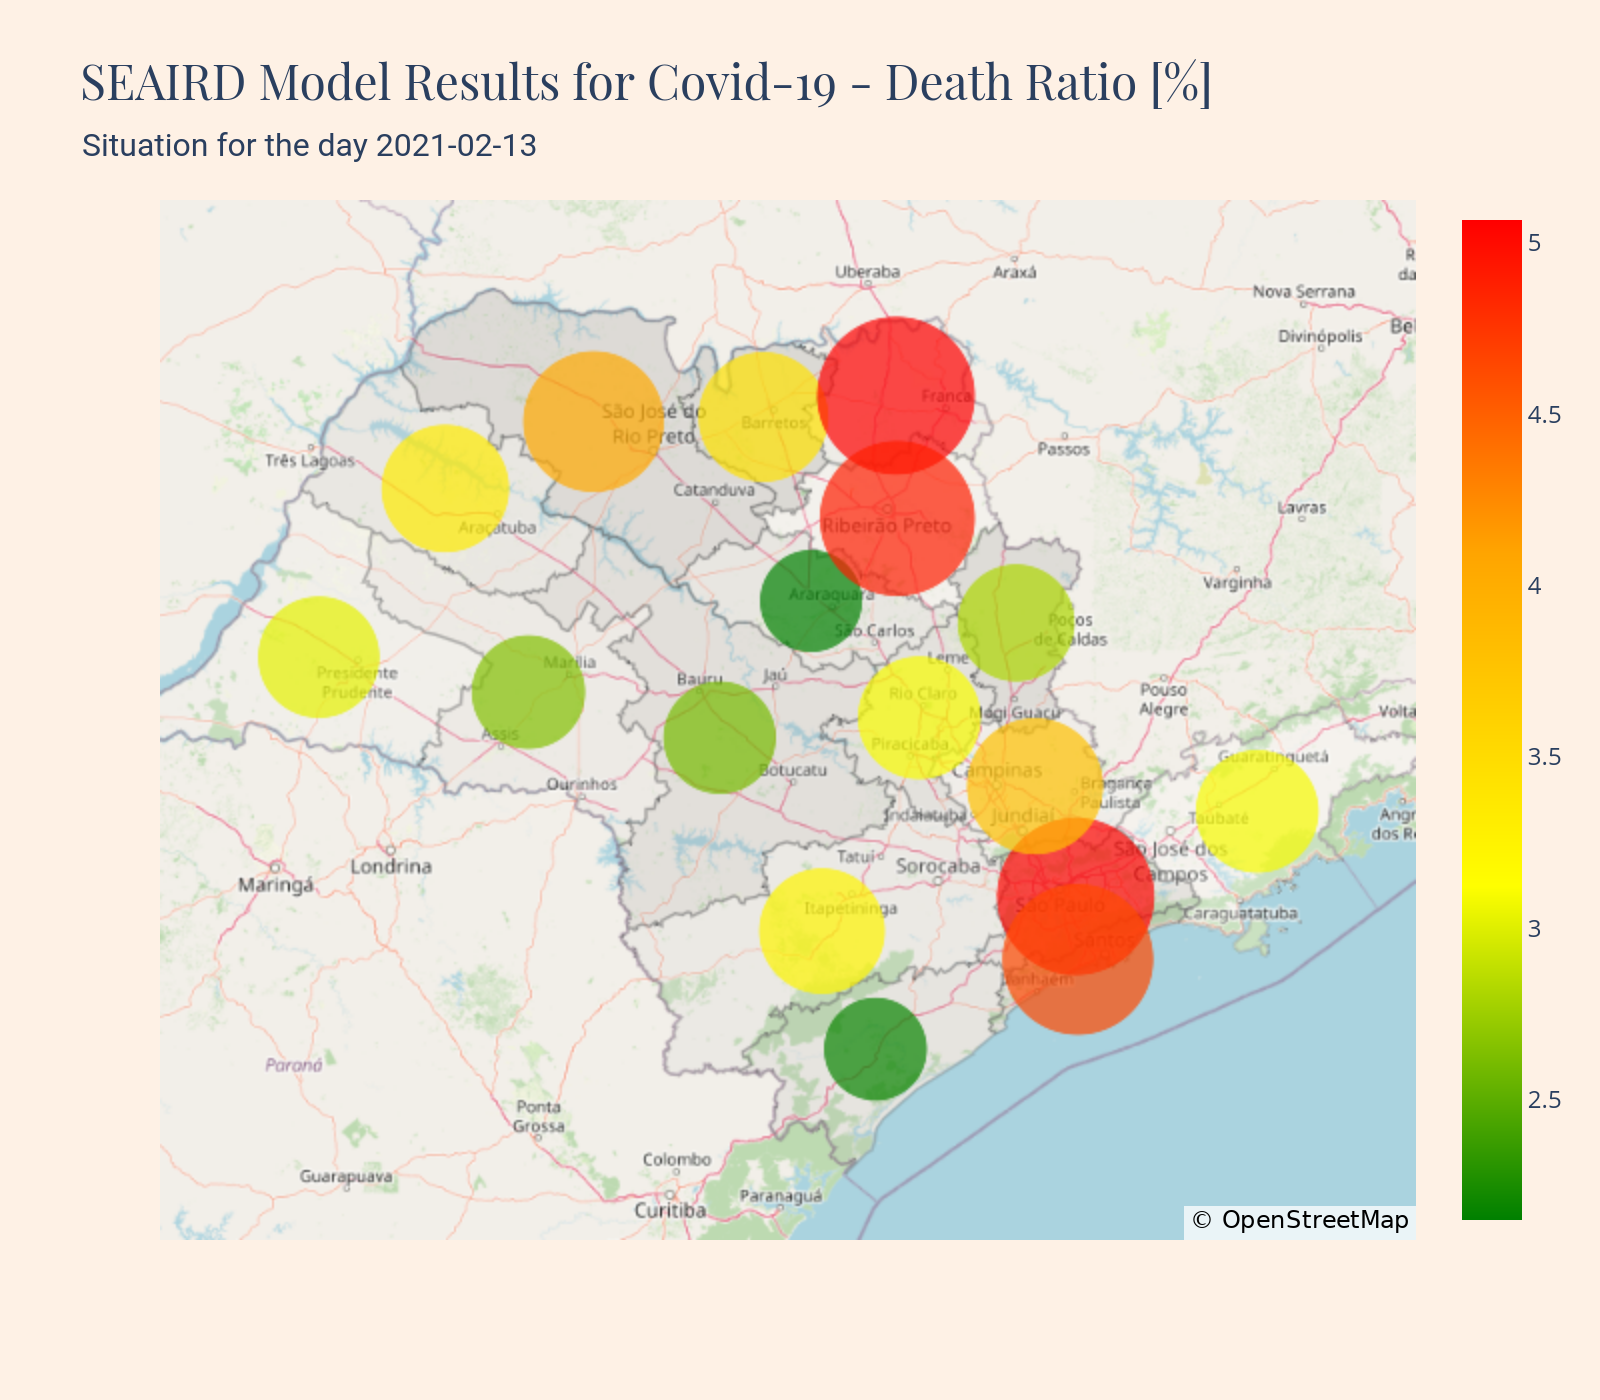 SEAIRD Model Results for Covid-19 - Death Ratio [%]
Situation for the day 2021-02-13
Uberaba
Araxá
Nova Serrana
Divinópolis
Franca
São José do
Rio Preto
Barretos
Passos
Três Lagoas
Catanduva
Araçatuba
Ribeirão Preto
Lavras
Varginha
Araraquara
São Carlos
Poços
de Caldas
Leme
Marília
Presidente
Prudente
Bauru
Jaú
Rio Claro
Pouso
Alegre
Mogi Guaçu
Volta
Assis
Piracicaba
Guaratinguetá
Botucatu
Campinas
Ourinhos
Bragança
Paulista
Indaiatuba
Jundiaí
Taubaté
Angr
dos Re
Londrina
Maringá
Tatuí
Sorocaba
São José dos
Campos
Itapetininga
São Paulo
Caraguatatuba
Santos
Itanhaém
Paraná
Ponta
Grossa
Guarapuava
Colombo
Curitiba
Paranaguá
© OpenStreetMap
5
4.5
4
3.5
3
2.5